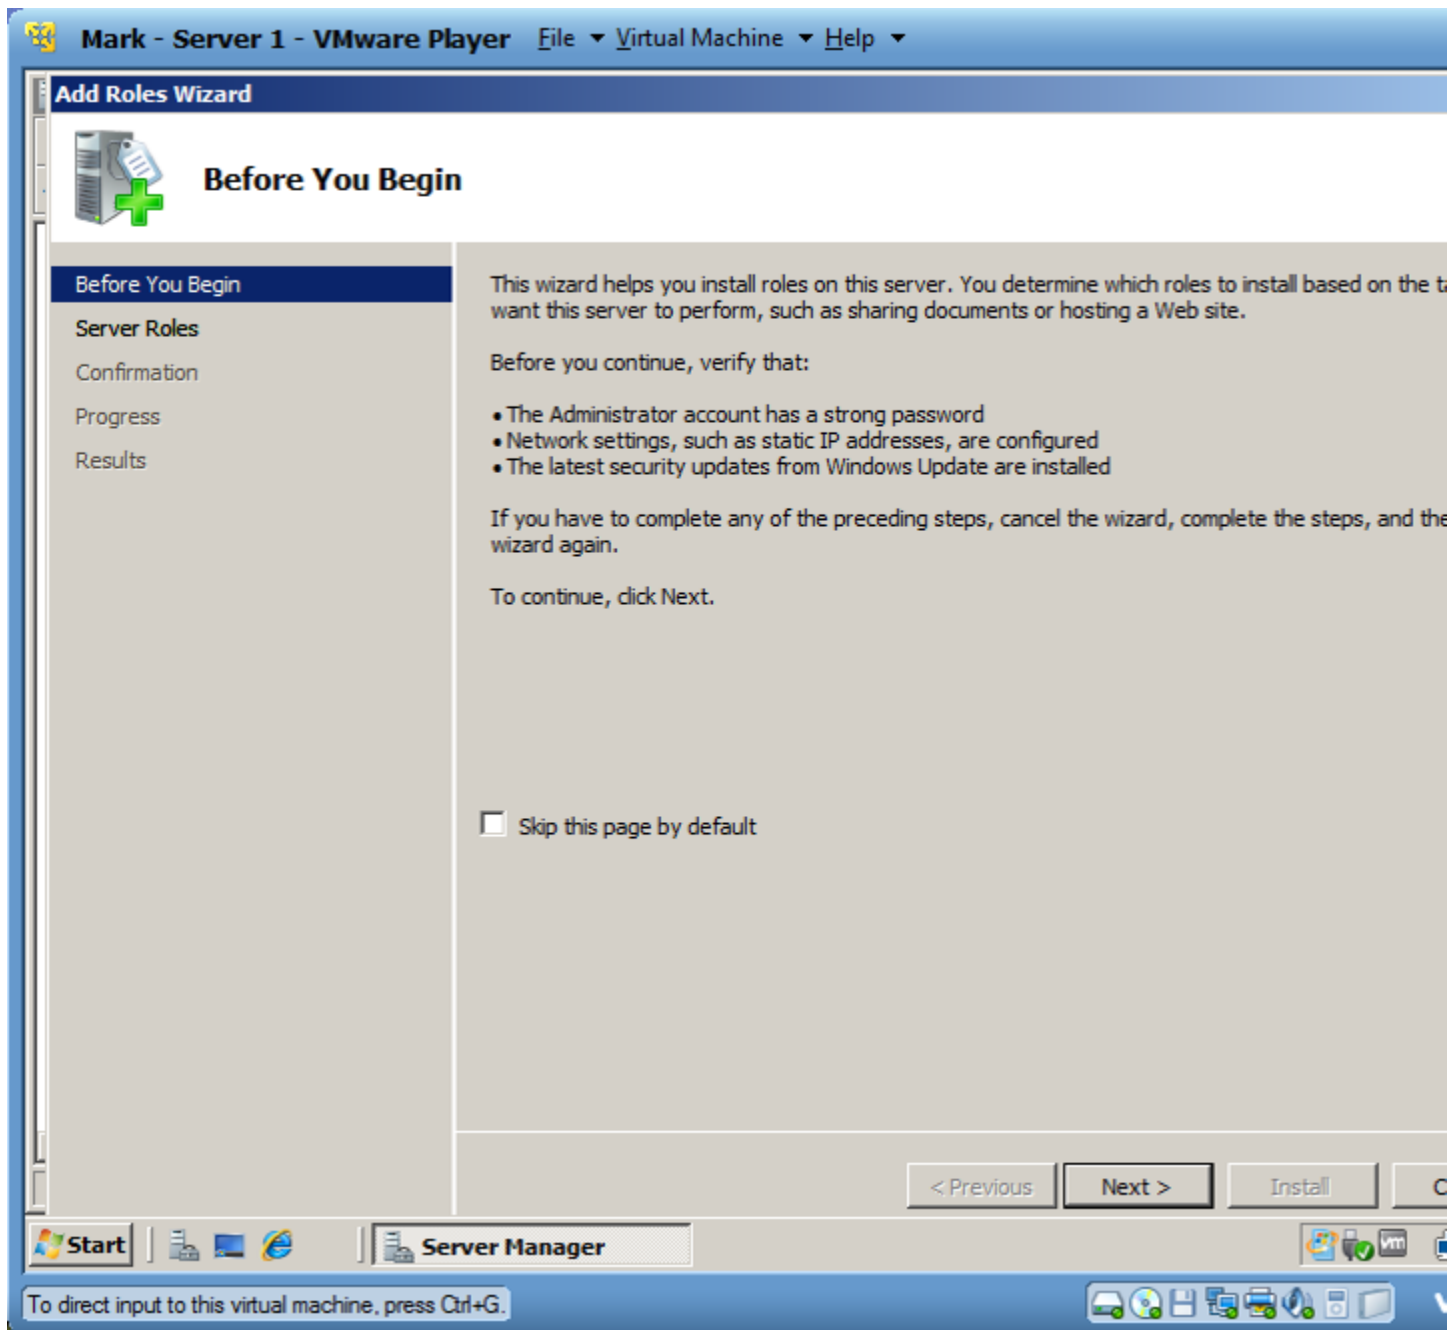 Mark - Server 1 - VMware Player File Virtual Machine Help
Add Roles Wizard
Before You Begin
Before You Begin
Server Roles
Confirmation
Progress
Results
This wizard helps you install roles on this server. You determine which roles to install based on the
want this server to perform, such as sharing documents or hosting a Web site.
Before you continue, verify that:
• The Administrator account has a strong password
• Network settings, such as static IP addresses, are configured
• The latest security updates from Windows Update are installed
If you have to complete any of the preceding steps, cancel the wizard, complete the steps, and the
wizard again.
To continue, click Next.
Skip this page by default
< Previous Next > Install C
Start Server Manager vm
To direct input to this virtual machine, press Ctrl+G.